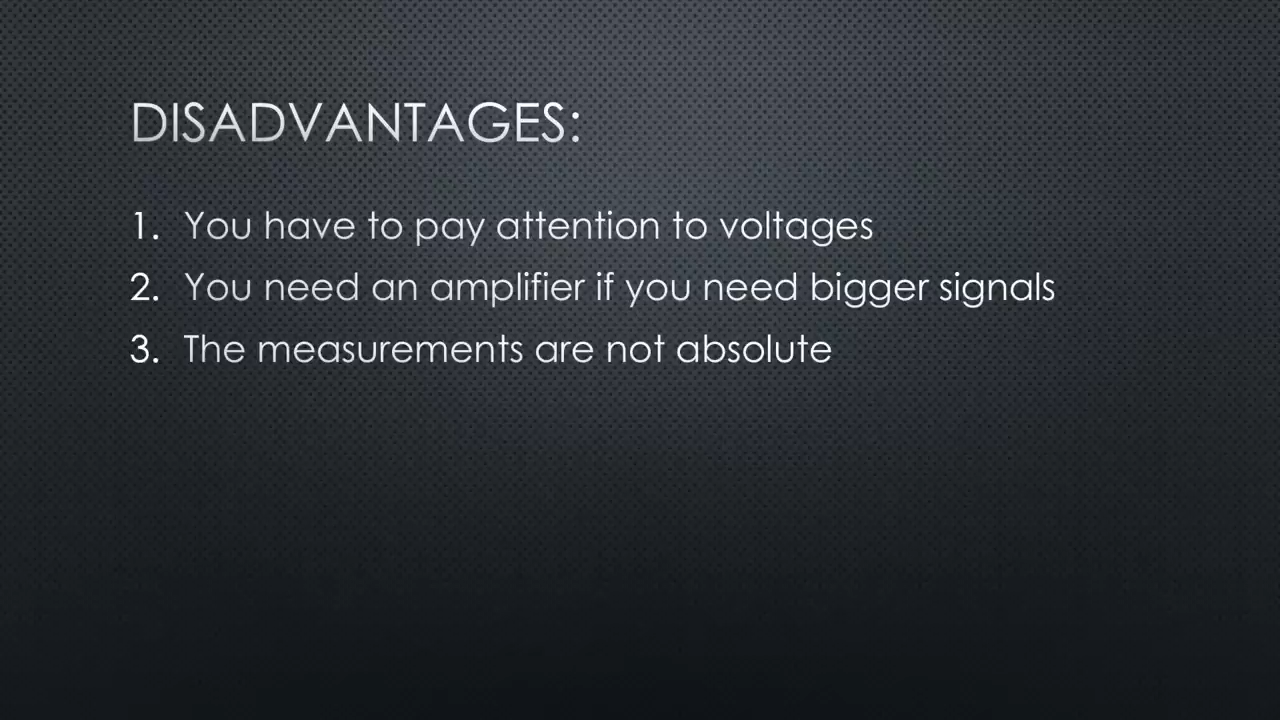 DISADVANTAGES:
1. You have to pay attention to voltages
2. You need an amplifier if you need bigger signals
3. The measurements are not absolute